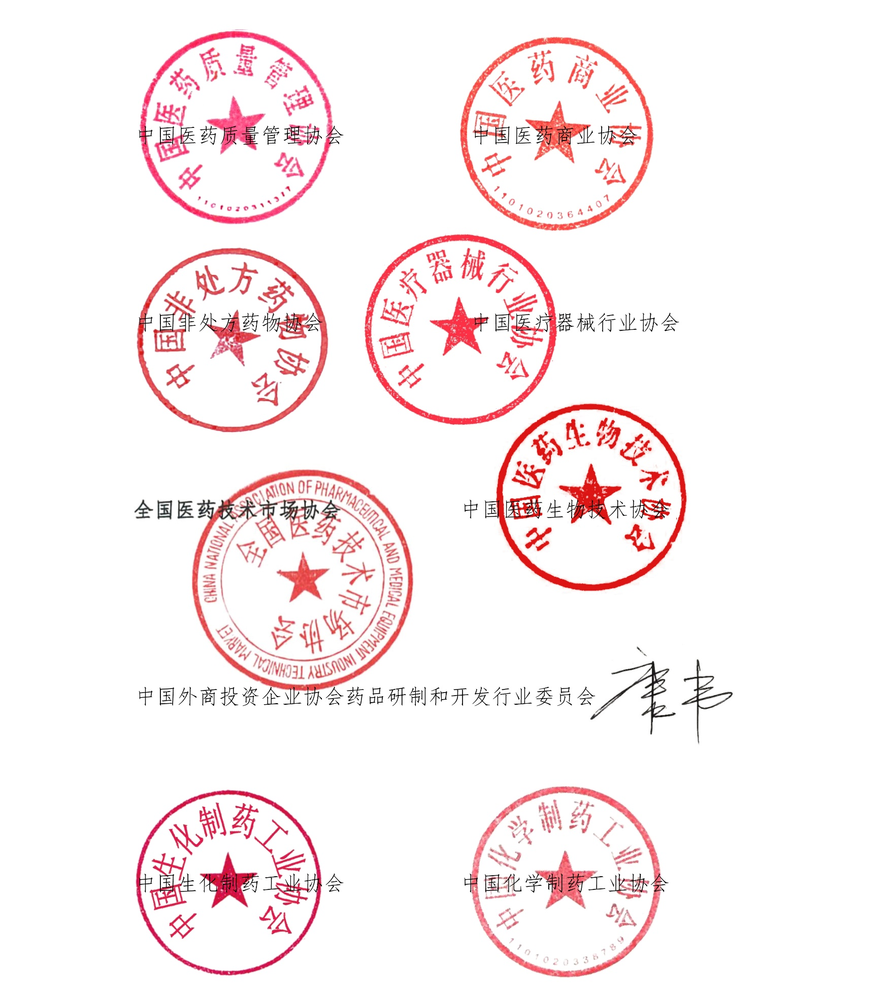 中国医药质量管理协会
1101020311377
中国医药质量管理协会
中国医药商业协会
1101020364407
中国医药商业协会
中国非处方药物协会
中国非处方药物协会
中国医疗器械行业协会
中国医疗器械行业协会
全国医药技术市场协会
CHINA NATIONAL ASSOCIATION OF PHARMACEUTICAL AND MEDICAL EQUIPMENT INDUSTRY TECHNICAL MARKET
全国医药技术市场协会
中国医药生物技术协会
中国医药生物技术协会
中国外商投资企业协会药品研制和开发行业委员会
康韦
中国生化制药工业协会
中国生化制药工业协会
中国化学制药工业协会
1101020338789
中国化学制药工业协会